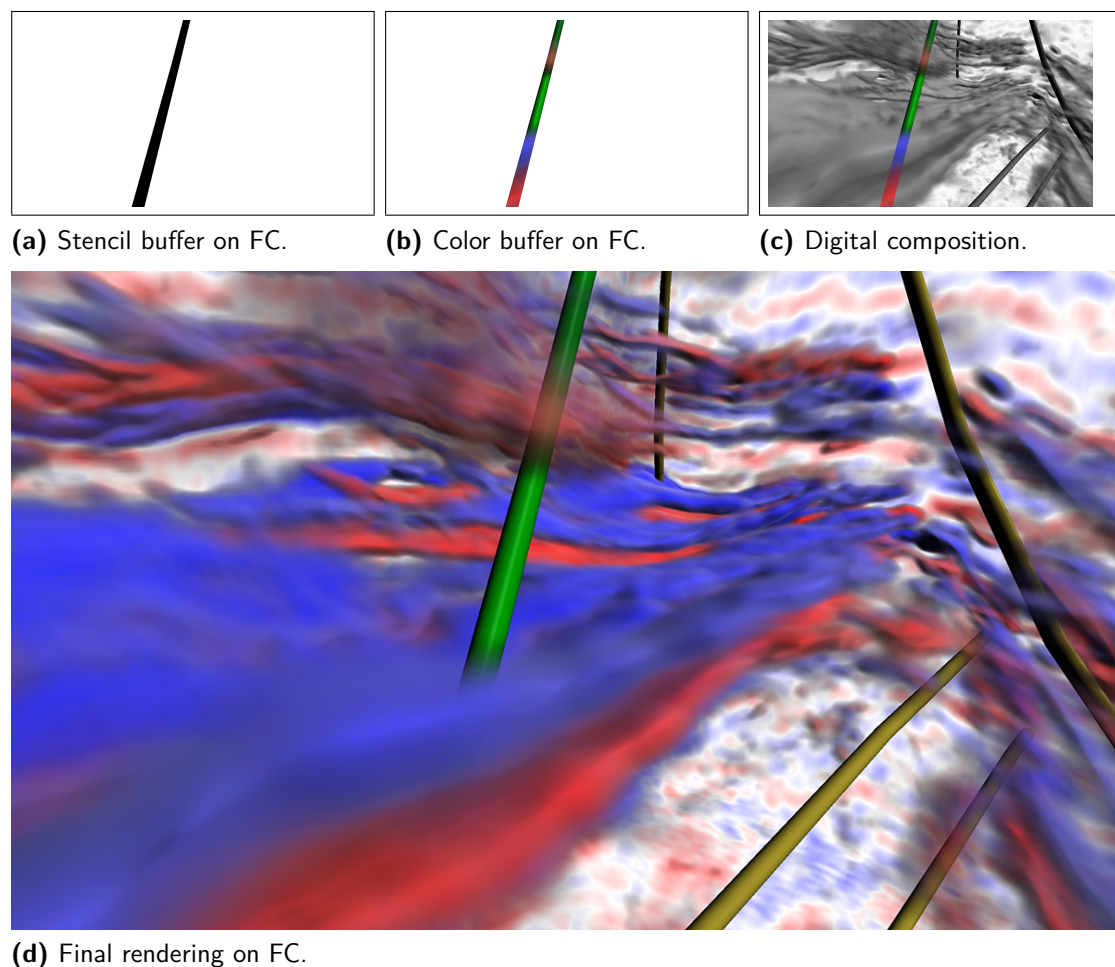 (a) Stencil buffer on FC.
(b) Color buffer on FC.
(c) Digital composition.
(d) Final rendering on FC.